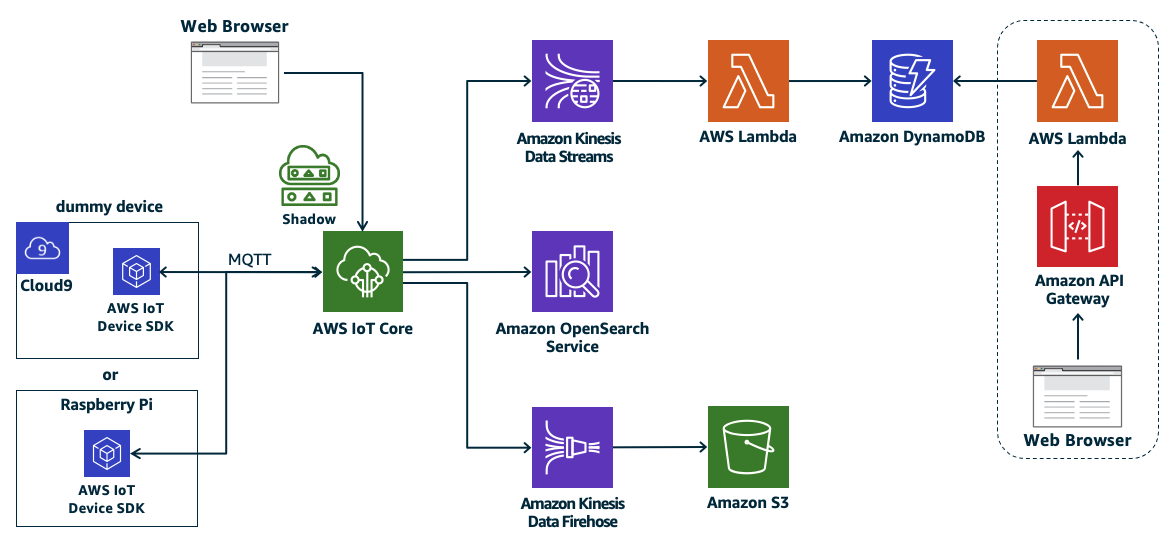 Web Browser
Shadow
dummy device
9
Cloud9
AWS IoT
Device SDK
MQTT
AWS IoT Core
or
Raspberry Pi
AWS IoT
Device SDK
Amazon Kinesis
Data Streams
AWS Lambda
Amazon DynamoDB
Amazon OpenSearch
Service
Amazon Kinesis
Data Firehose
Amazon S3
AWS Lambda
</>
Amazon API
Gateway
Web Browser